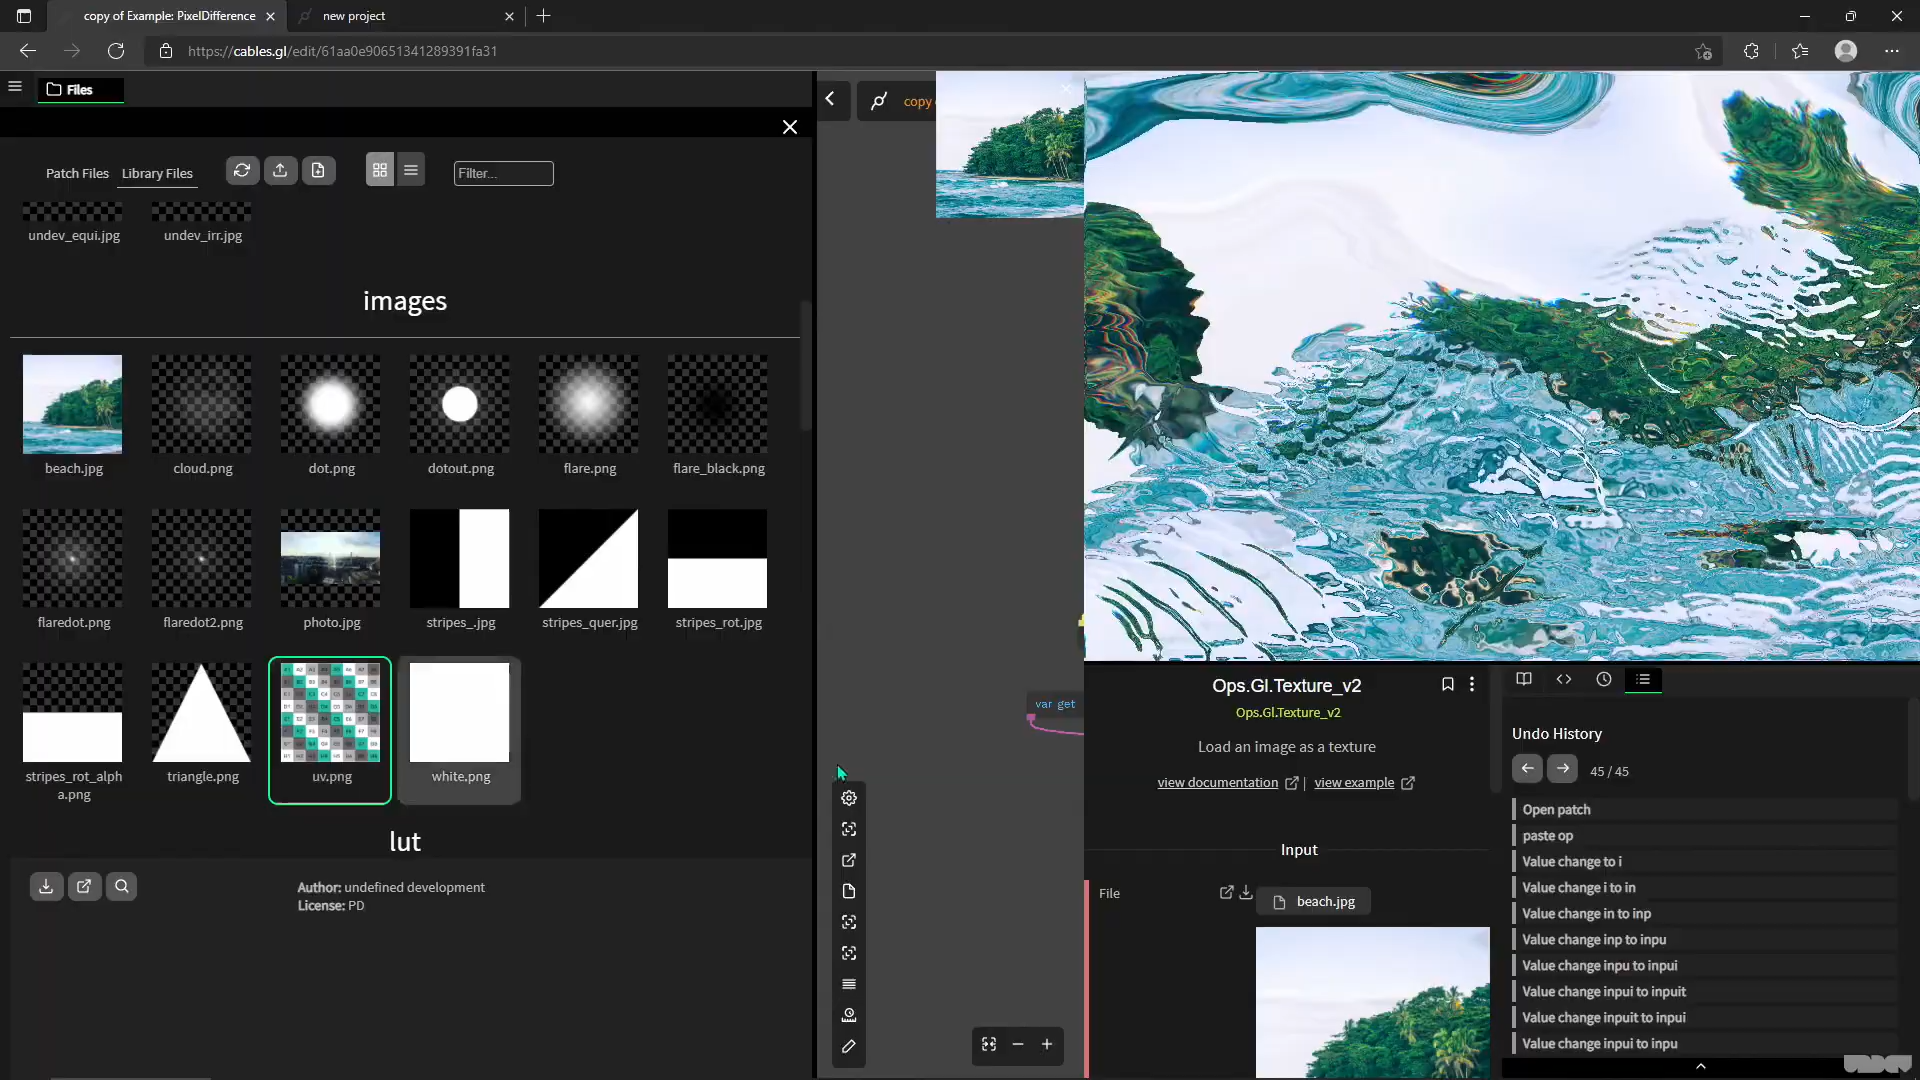 copy of Example: PixelDifference
new project
https://cables.gl/edit/61aa0e90651341289391fa31
Files
copy
Patch Files
Library Files
Filter...
undev_equi.jpg
undev_irr.jpg
images
beach.jpg
cloud.png
dot.png
dotout.png
flare.png
flare_black.png
flaredot.png
flaredot2.png
photo.jpg
stripes_.jpg
stripes_quer.jpg
stripes_rot.jpg
stripes_rot_alph
a.png
triangle.png
uv.png
white.png
lut
Author: undefined development
License: PD
var get
Ops.Gl.Texture_v2
Ops.Gl.Texture_v2
Load an image as a texture
view documentation | view example
Input
File
beach.jpg
Undo History
45 / 45
Open patch
paste op
Value change to i
Value change i to in
Value change in to inp
Value change inp to inpu
Value change inpu to inpui
Value change inpui to inpuit
Value change inpuit to inpui
Value change inpui to inpu